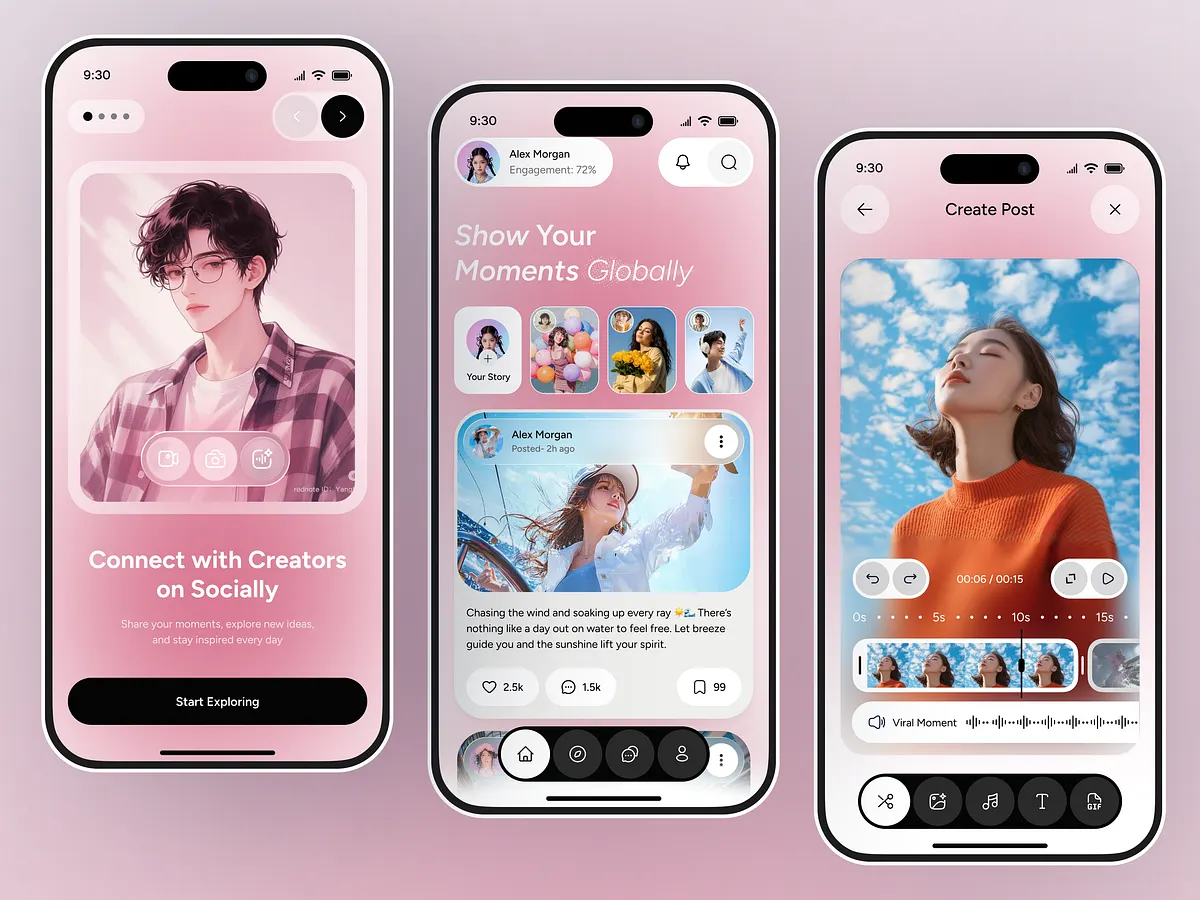 9:30
Connect with Creators
on Socially
Share your moments, explore new ideas,
and stay inspired every day
Start Exploring
rednote ID: Yang
9:30
Alex Morgan
Engagement: 72%
Show Your
Moments Globally
Your Story
Alex Morgan
Posted- 2h ago
Chasing the wind and soaking up every ray ☀️🌊 There's
nothing like a day out on water to feel free. Let breeze
guide you and the sunshine lift your spirit.
2.5k
1.5k
99
9:30
Create Post
00:06 / 00:15
0s 5s 10s 15s
Viral Moment
T
GIF